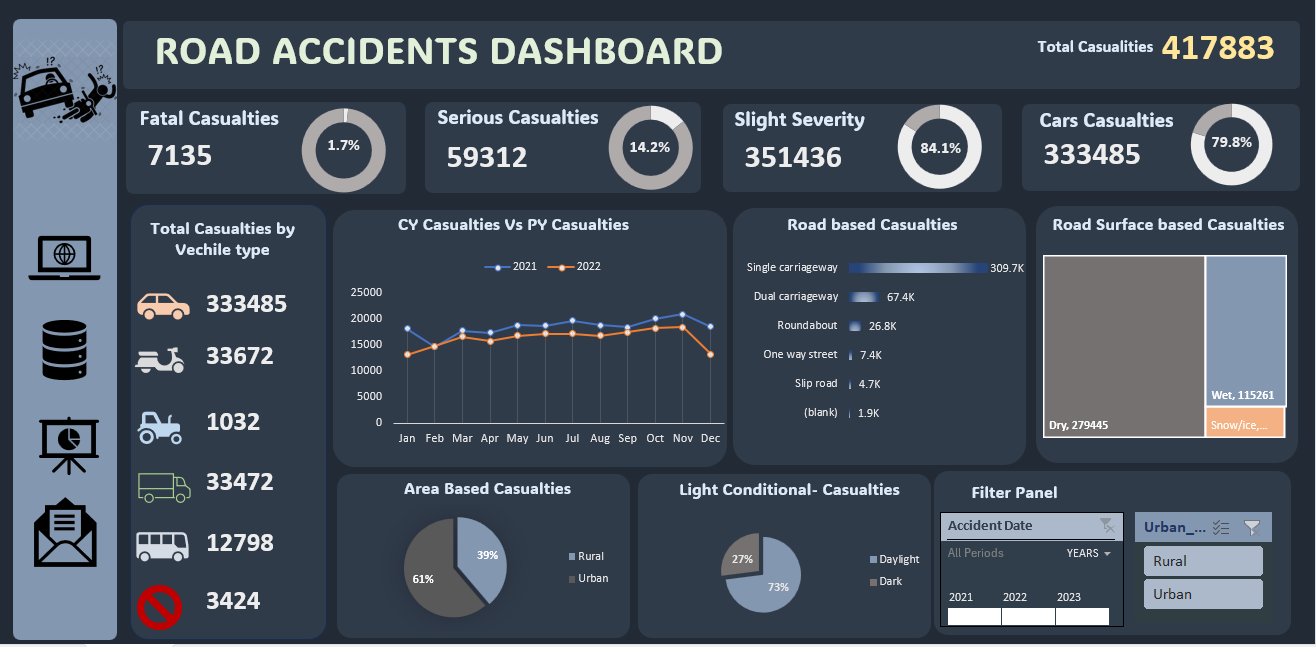 ROAD ACCIDENTS DASHBOARD
Total Casualities 417883
!?
!?
Fatal Casualties
7135
1.7%
Serious Casualties
59312
14.2%
Slight Severity
351436
84.1%
Cars Casualties
333485
79.8%
Total Casualties by
Vechile type
333485
33672
1032
33472
12798
3424
CY Casualties Vs PY Casualties
2021 2022
25000
20000
15000
10000
5000
0
Jan Feb Mar Apr May Jun Jul Aug Sep Oct Nov Dec
Road based Casualties
Single carriageway 309.7K
Dual carriageway 67.4K
Roundabout 26.8K
One way street 7.4K
Slip road 4.7K
(blank) 1.9K
Road Surface based Casualties
Dry, 279445
Wet, 115261
Snow/ice,...
Area Based Casualties
39%
61%
Rural
Urban
Light Conditional- Casualties
27%
73%
Daylight
Dark
Filter Panel
Accident Date
All Periods YEARS
2021 2022 2023
Urban_...
Rural
Urban